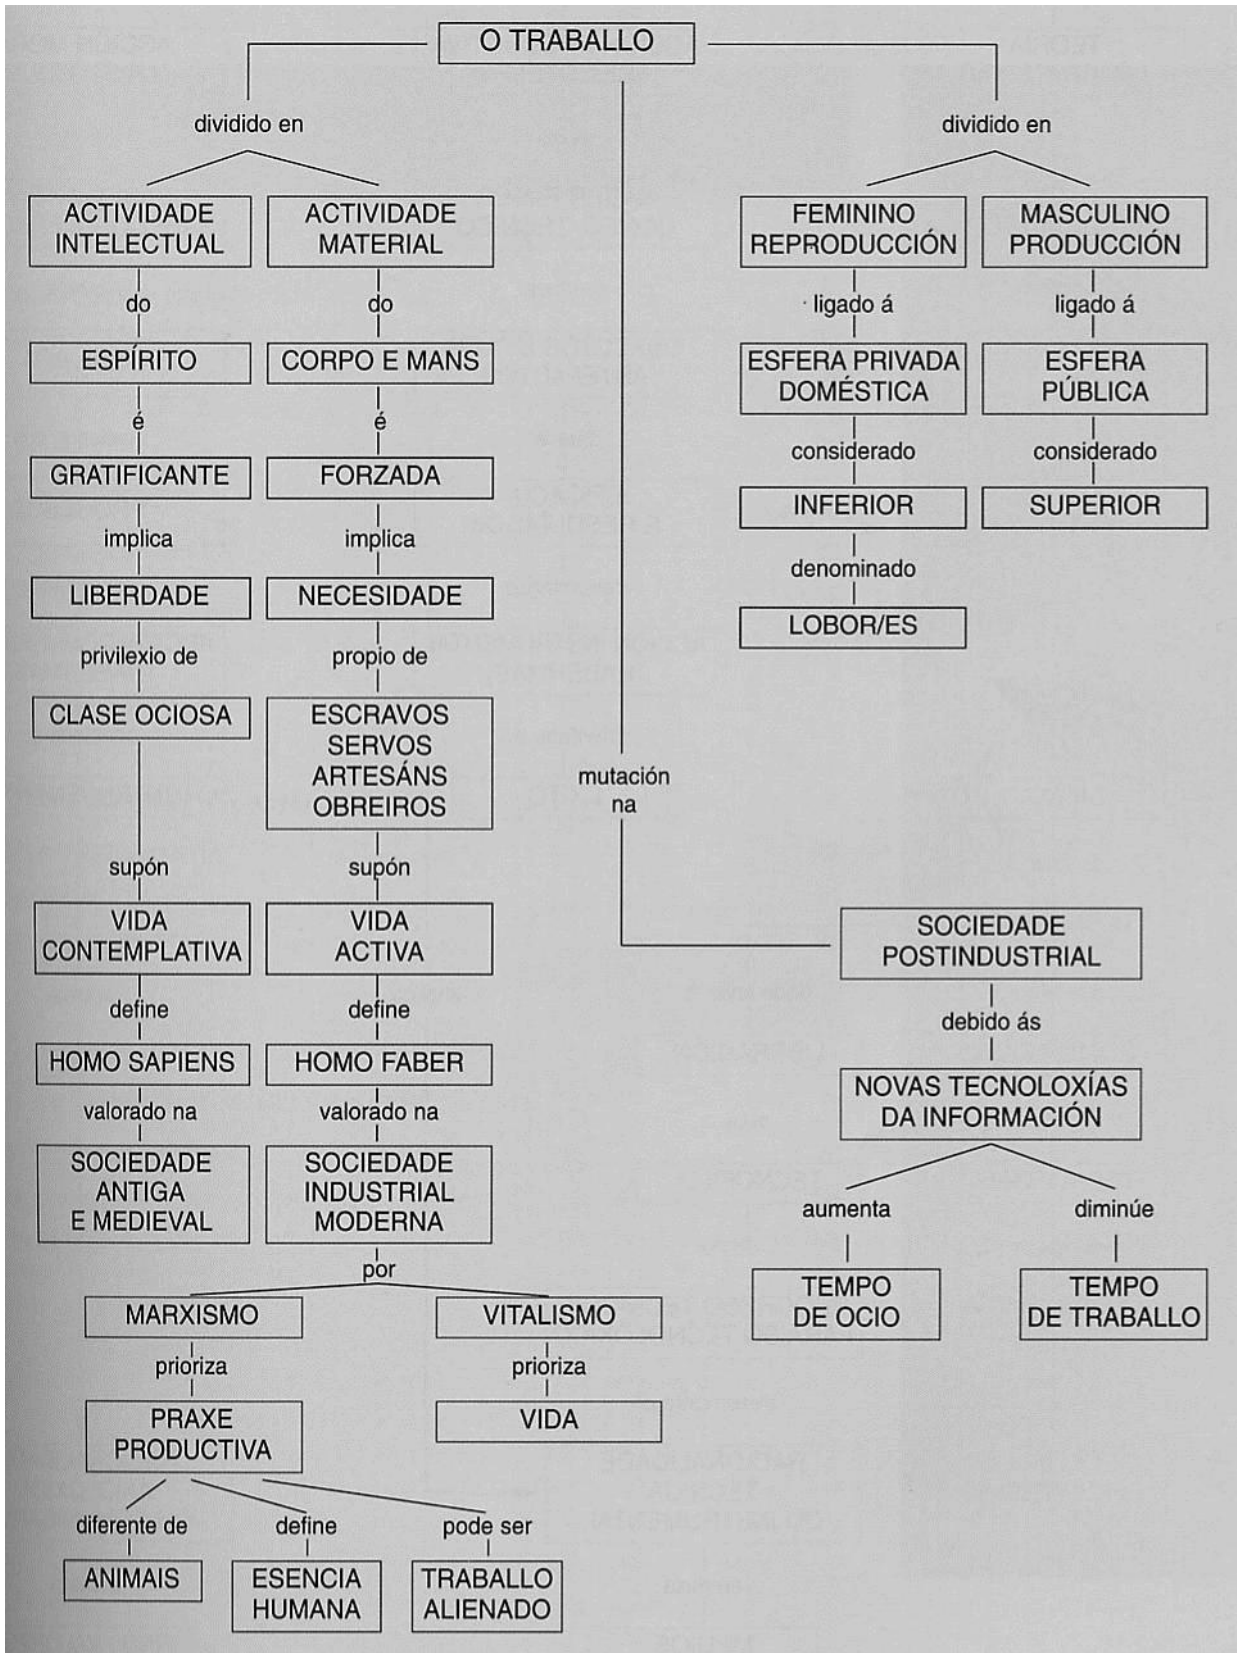 O TRABALLO
dividido en
ACTIVIDADE
INTELECTUAL
do
ESPÍRITO
é
GRATIFICANTE
implica
LIBERDADE
privilexio de
CLASE OCIOSA
supón
VIDA
CONTEMPLATIVA
define
HOMO SAPIENS
valorado na
SOCIEDADE
ANTIGA
E MEDIEVAL
ACTIVIDADE
MATERIAL
do
CORPO E MANS
é
FORZADA
implica
NECESIDADE
propio de
ESCRAVOS
SERVOS
ARTESÁNS
OBREIROS
supón
VIDA
ACTIVA
define
HOMO FABER
valorado na
SOCIEDADE
INDUSTRIAL
MODERNA
por
MARXISMO
prioriza
PRAXE
PRODUCTIVA
diferente de
ANIMAIS
define
ESENCIA
HUMANA
pode ser
TRABALLO
ALIENADO
VITALISMO
prioriza
VIDA
mutación
na
SOCIEDADE
POSTINDUSTRIAL
debido ás
NOVAS TECNOLOXÍAS
DA INFORMACIÓN
aumenta
TEMPO
DE OCIO
diminúe
TEMPO
DE TRABALLO
dividido en
FEMININO
REPRODUCCIÓN
ligado á
ESFERA PRIVADA
DOMÉSTICA
considerado
INFERIOR
denominado
LOBOR/ES
MASCULINO
PRODUCCIÓN
ligado á
ESFERA
PÚBLICA
considerado
SUPERIOR